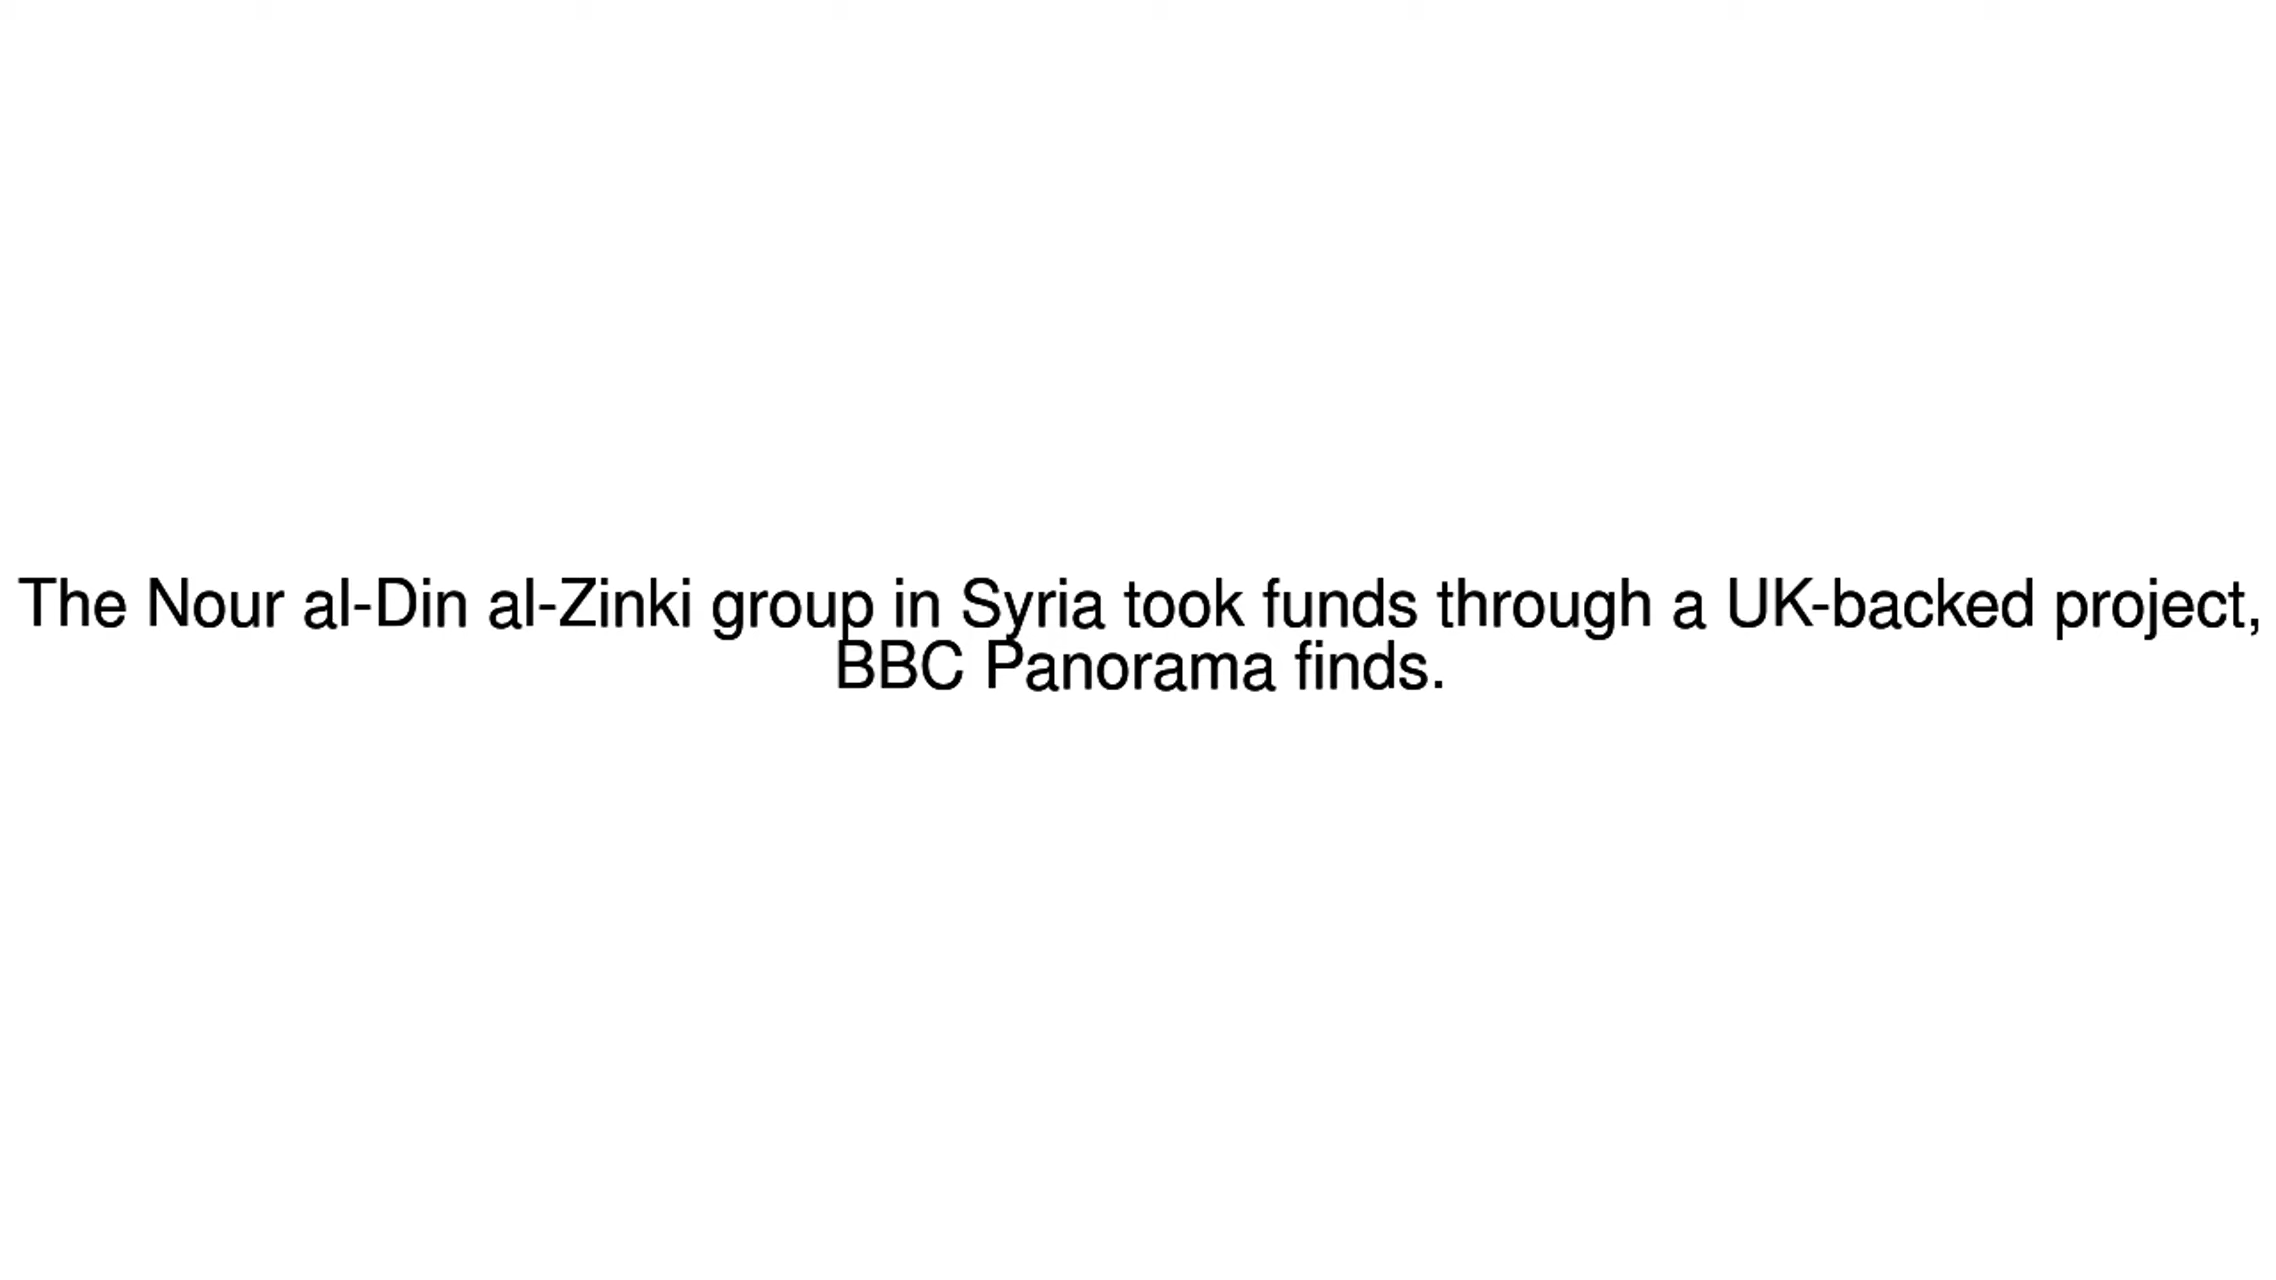 The Nour al-Din al-Zinki group in Syria took funds through a UK-backed project,
BBC Panorama finds.